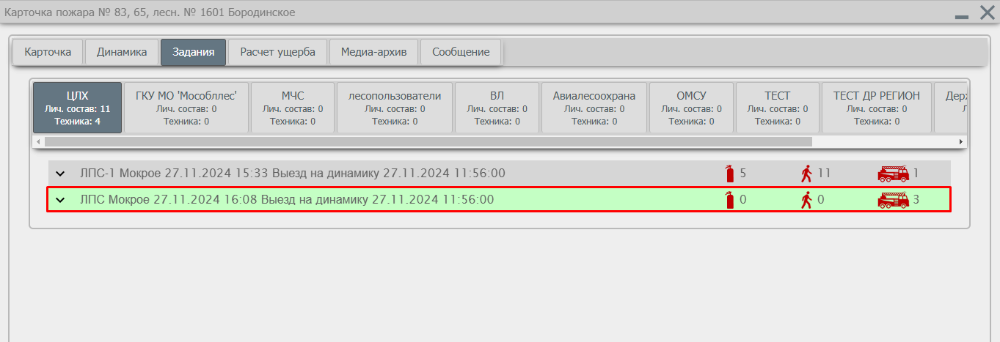 Карточка пожара № 83, 65, лесн. № 1601 Бородинское
Карточка Динамика Задания Расчет ущерба Медиа-архив Сообщение
ЦЛХ
Лич. состав: 11
Техника: 4
ГКУ МО 'Мособллес'
Лич. состав: 0
Техника: 0
МЧС
Лич. состав: 0
Техника: 0
лесопользователи
Лич. состав: 0
Техника: 0
ВЛ
Лич. состав: 0
Техника: 0
Авиалесоохрана
Лич. состав: 0
Техника: 0
ОМСУ
Лич. состав: 0
Техника: 0
ТЕСТ
Лич. состав: 0
Техника: 0
ТЕСТ ДР РЕГИОН
Лич. состав: 0
Техника: 0
ЛПС-1 Мокрое 27.11.2024 15:33 Выезд на динамику 27.11.2024 11:56:00 5 11 1
ЛПС Мокрое 27.11.2024 16:08 Выезд на динамику 27.11.2024 11:56:00 0 0 3